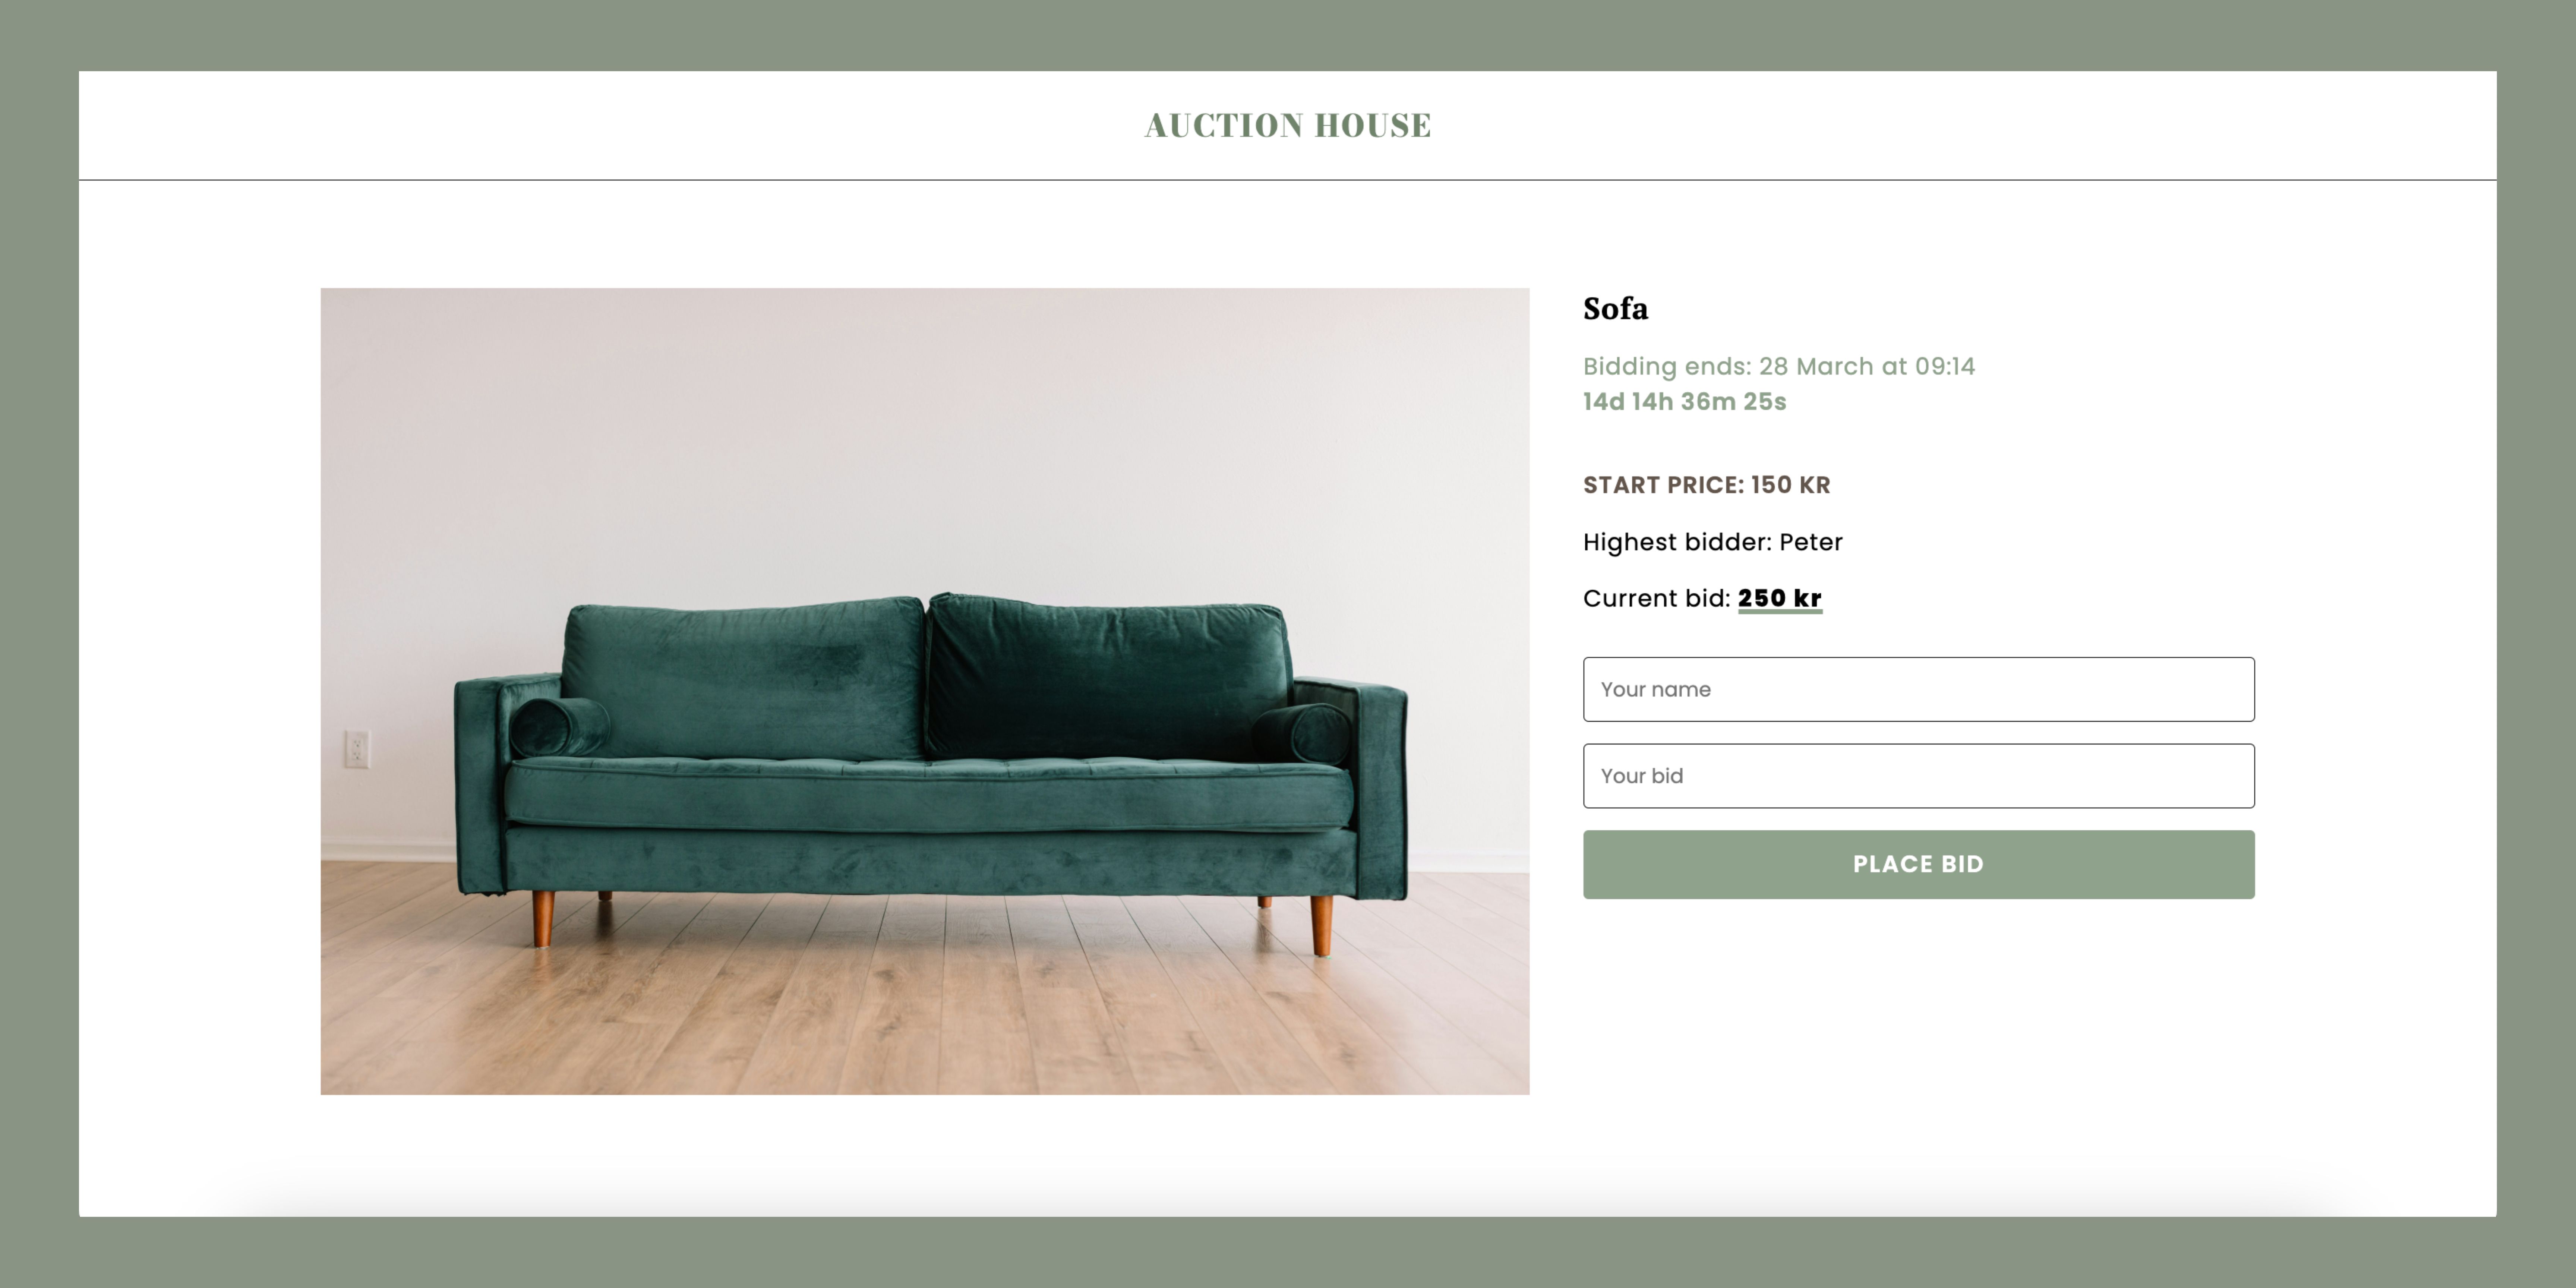 AUCTION HOUSE
Sofa
Bidding ends: 28 March at 09:14
14d 14h 36m 25s
START PRICE: 150 KR
Highest bidder: Peter
Current bid: 250 kr
Your name
Your bid
PLACE BID